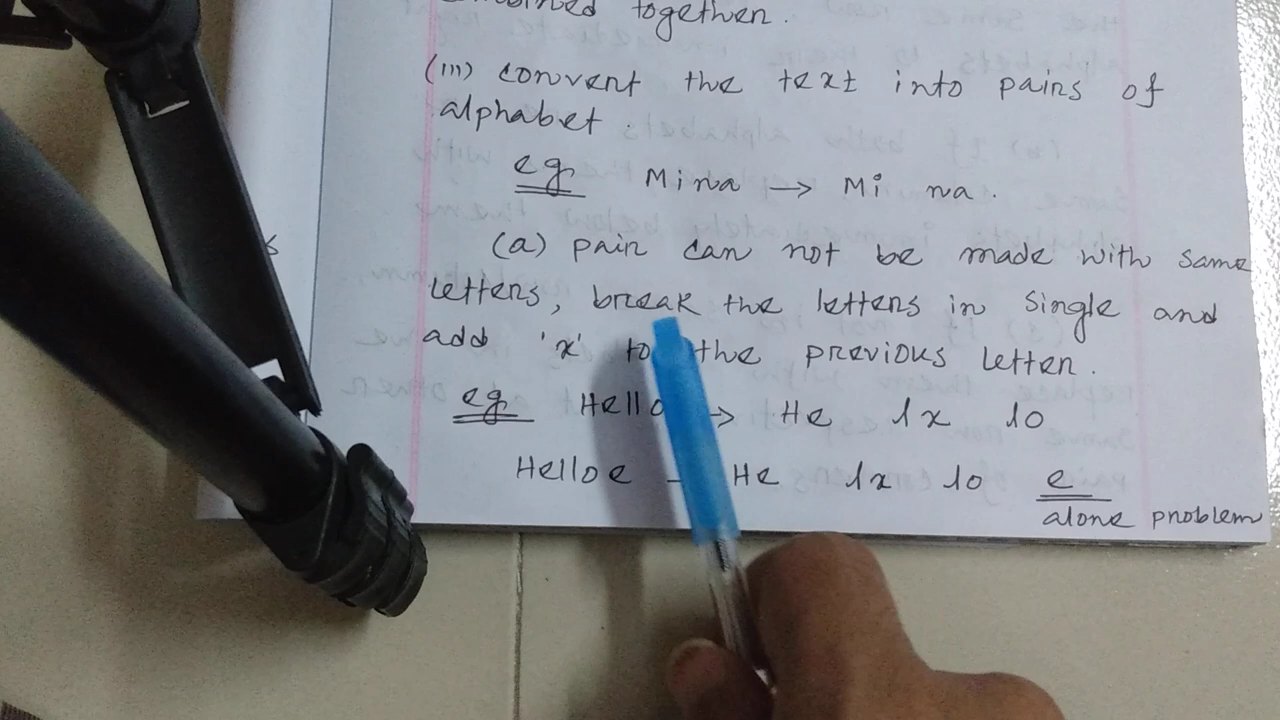 together.
(iii) convert the text into pairs of
alphabet.
eg Mina → Mi na.
(a) pair can not be made with same
letters, break the letters in single and
add 'x' to the previous letter.
eg Hello → He lx lo
Helloe - He lx lo e
alone problem